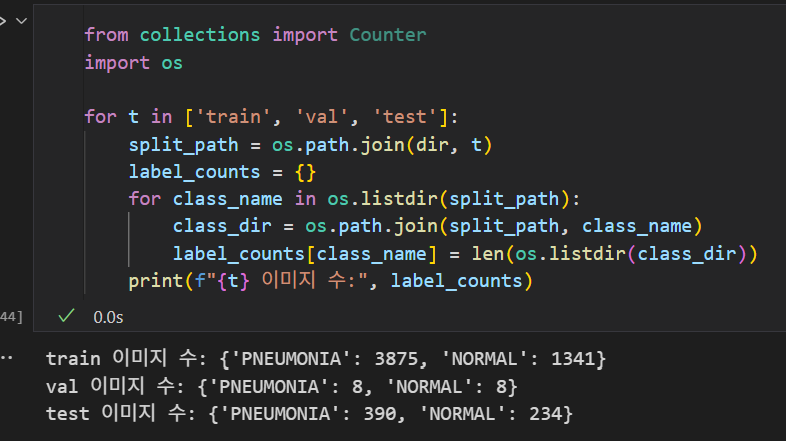 from collections import Counter
import os
for t in ['train', 'val', 'test']:
    split_path = os.path.join(dir, t)
    label_counts = {}
    for class_name in os.listdir(split_path):
        class_dir = os.path.join(split_path, class_name)
        label_counts[class_name] = len(os.listdir(class_dir))
    print(f"{t} 이미지 수:", label_counts)
44]
0.0s
train 이미지 수: {'PNEUMONIA': 3875, 'NORMAL': 1341}
val 이미지 수: {'PNEUMONIA': 8, 'NORMAL': 8}
test 이미지 수: {'PNEUMONIA': 390, 'NORMAL': 234}